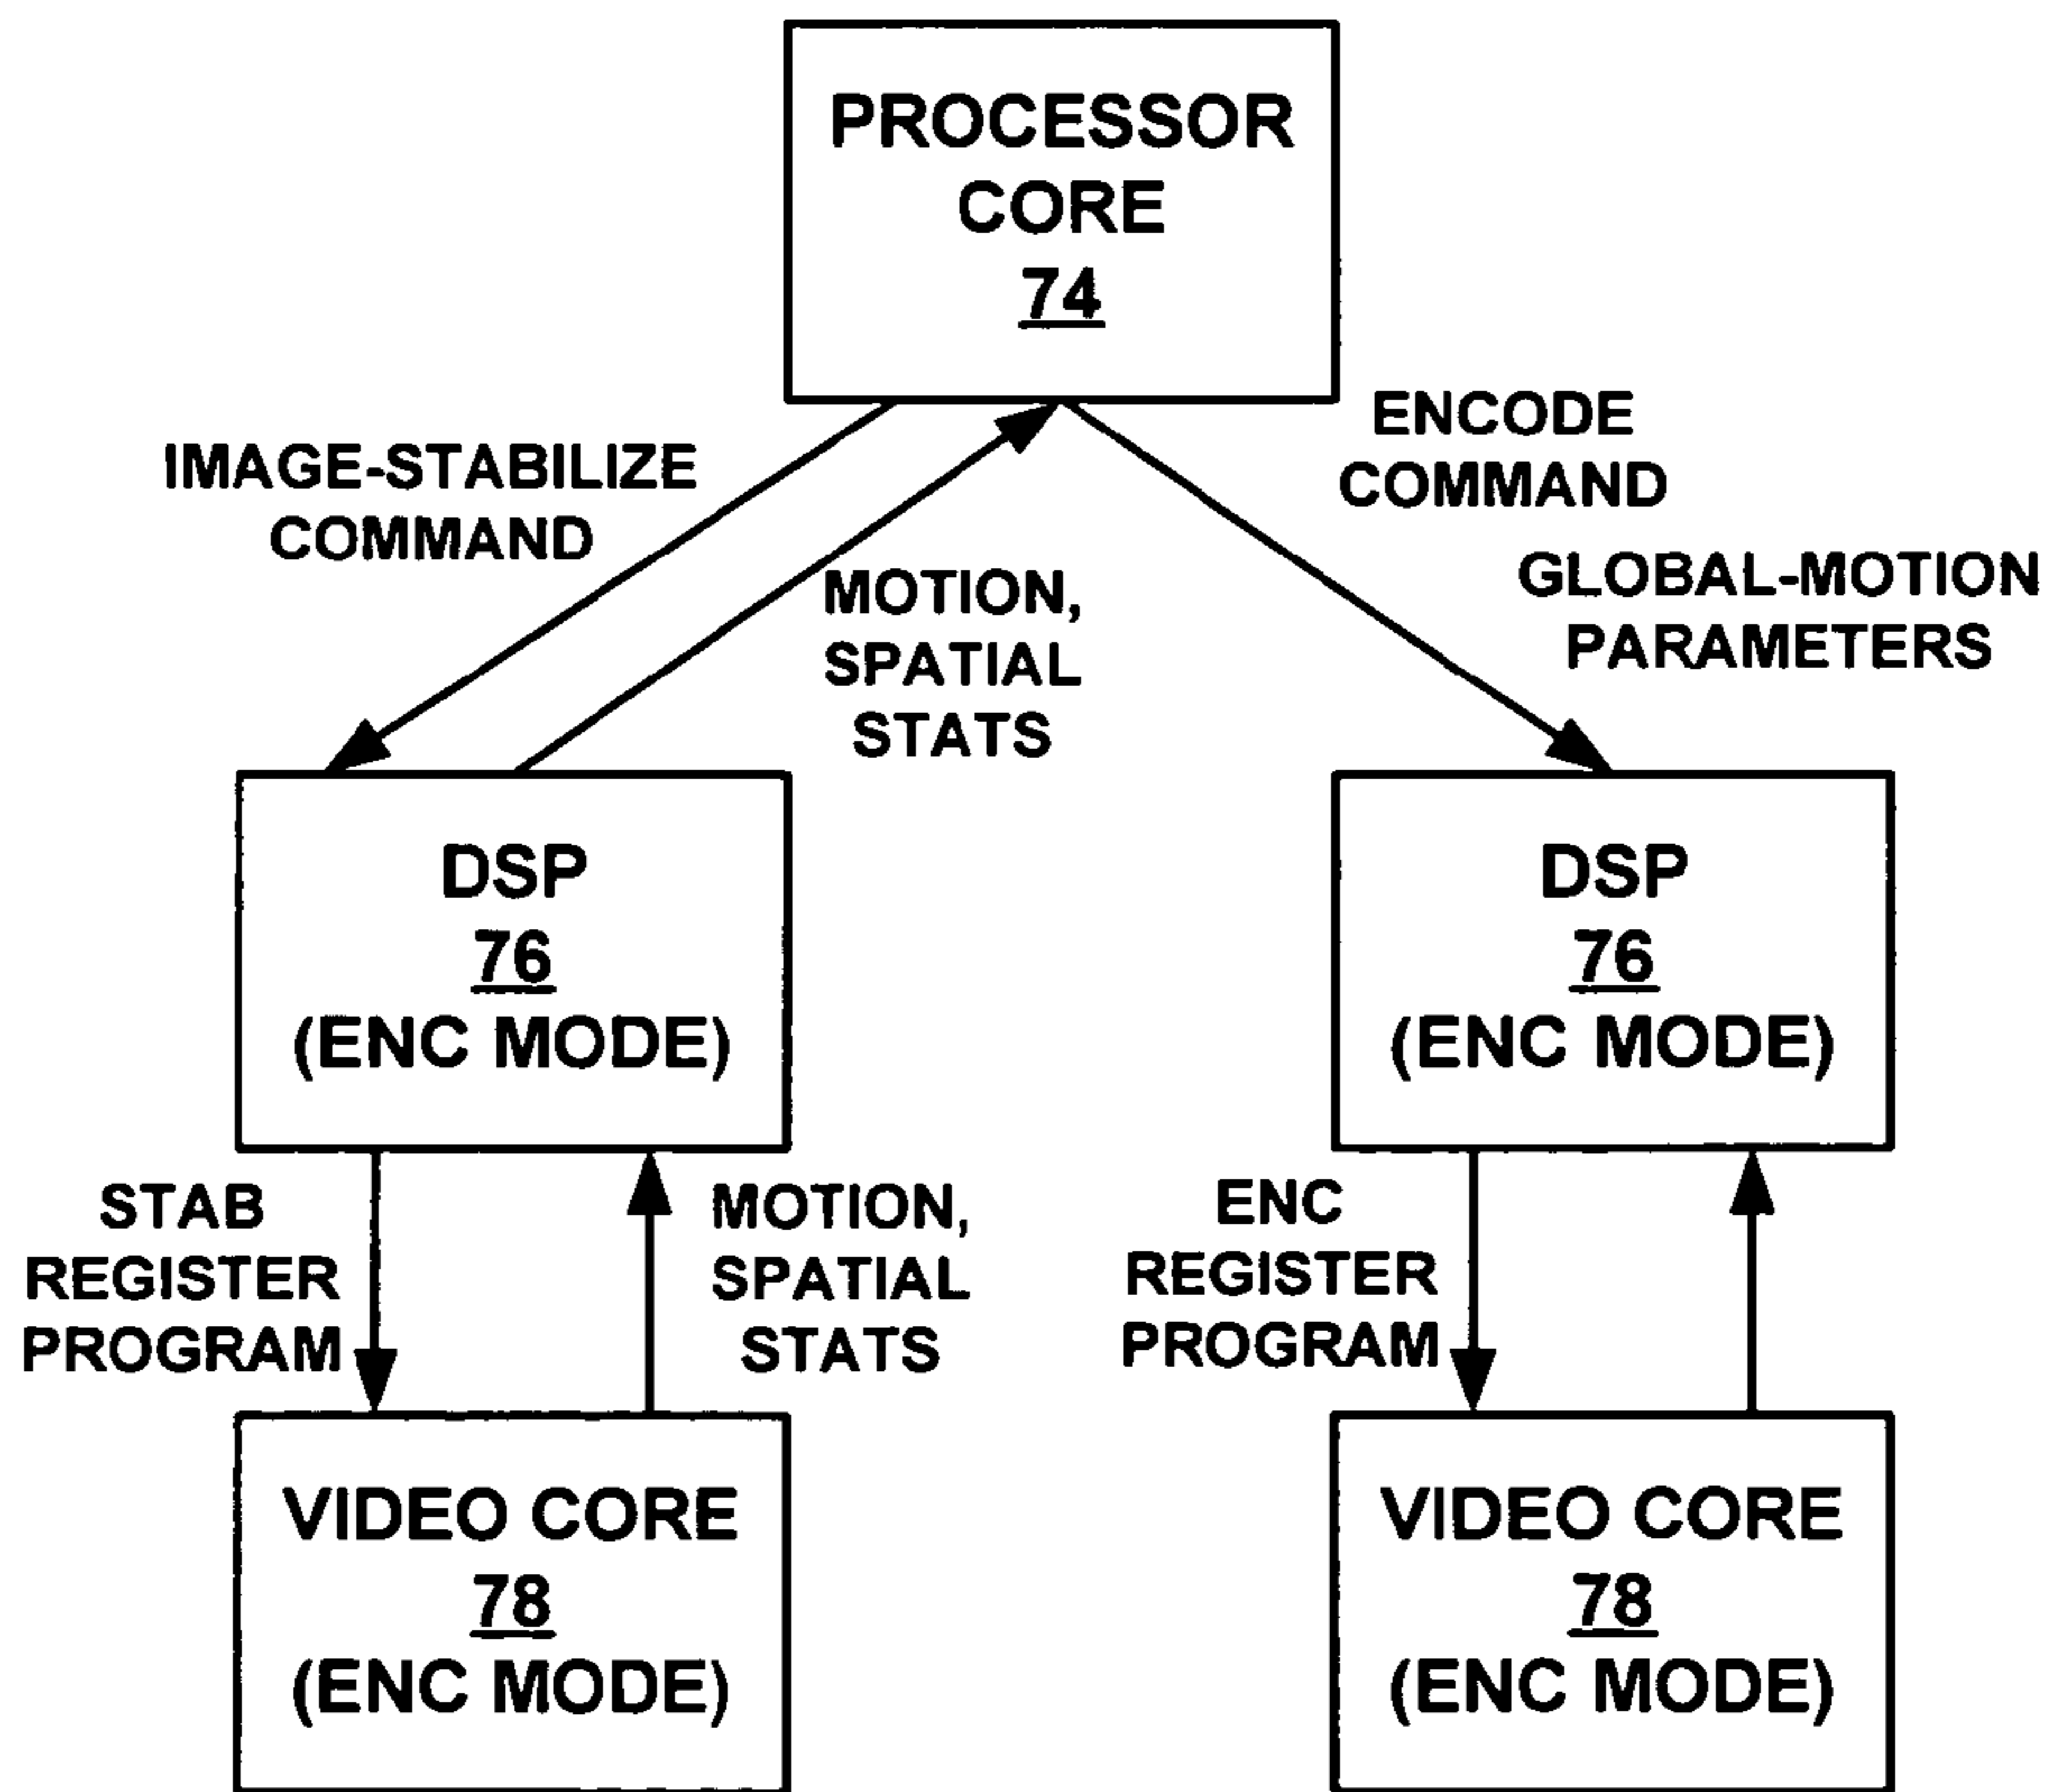 PROCESSOR
CORE
74
IMAGE-STABILIZE
COMMAND
ENCODE
COMMAND
MOTION,
SPATIAL
STATS
GLOBAL-MOTION
PARAMETERS
DSP
76
(ENC MODE)
DSP
76
(ENC MODE)
STAB
REGISTER
PROGRAM
MOTION,
SPATIAL
STATS
ENC
REGISTER
PROGRAM
VIDEO CORE
78
(ENC MODE)
VIDEO CORE
78
(ENC MODE)